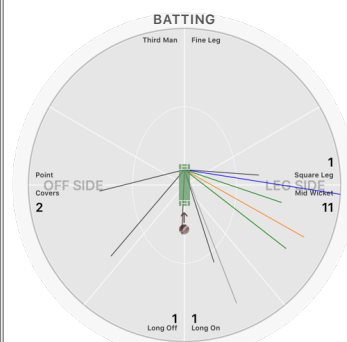 BATTING
Third Man Fine Leg
1
Point Square Leg
OFF SIDE LEG SIDE
Covers Mid Wicket
2 11
1 1
Long Off Long On